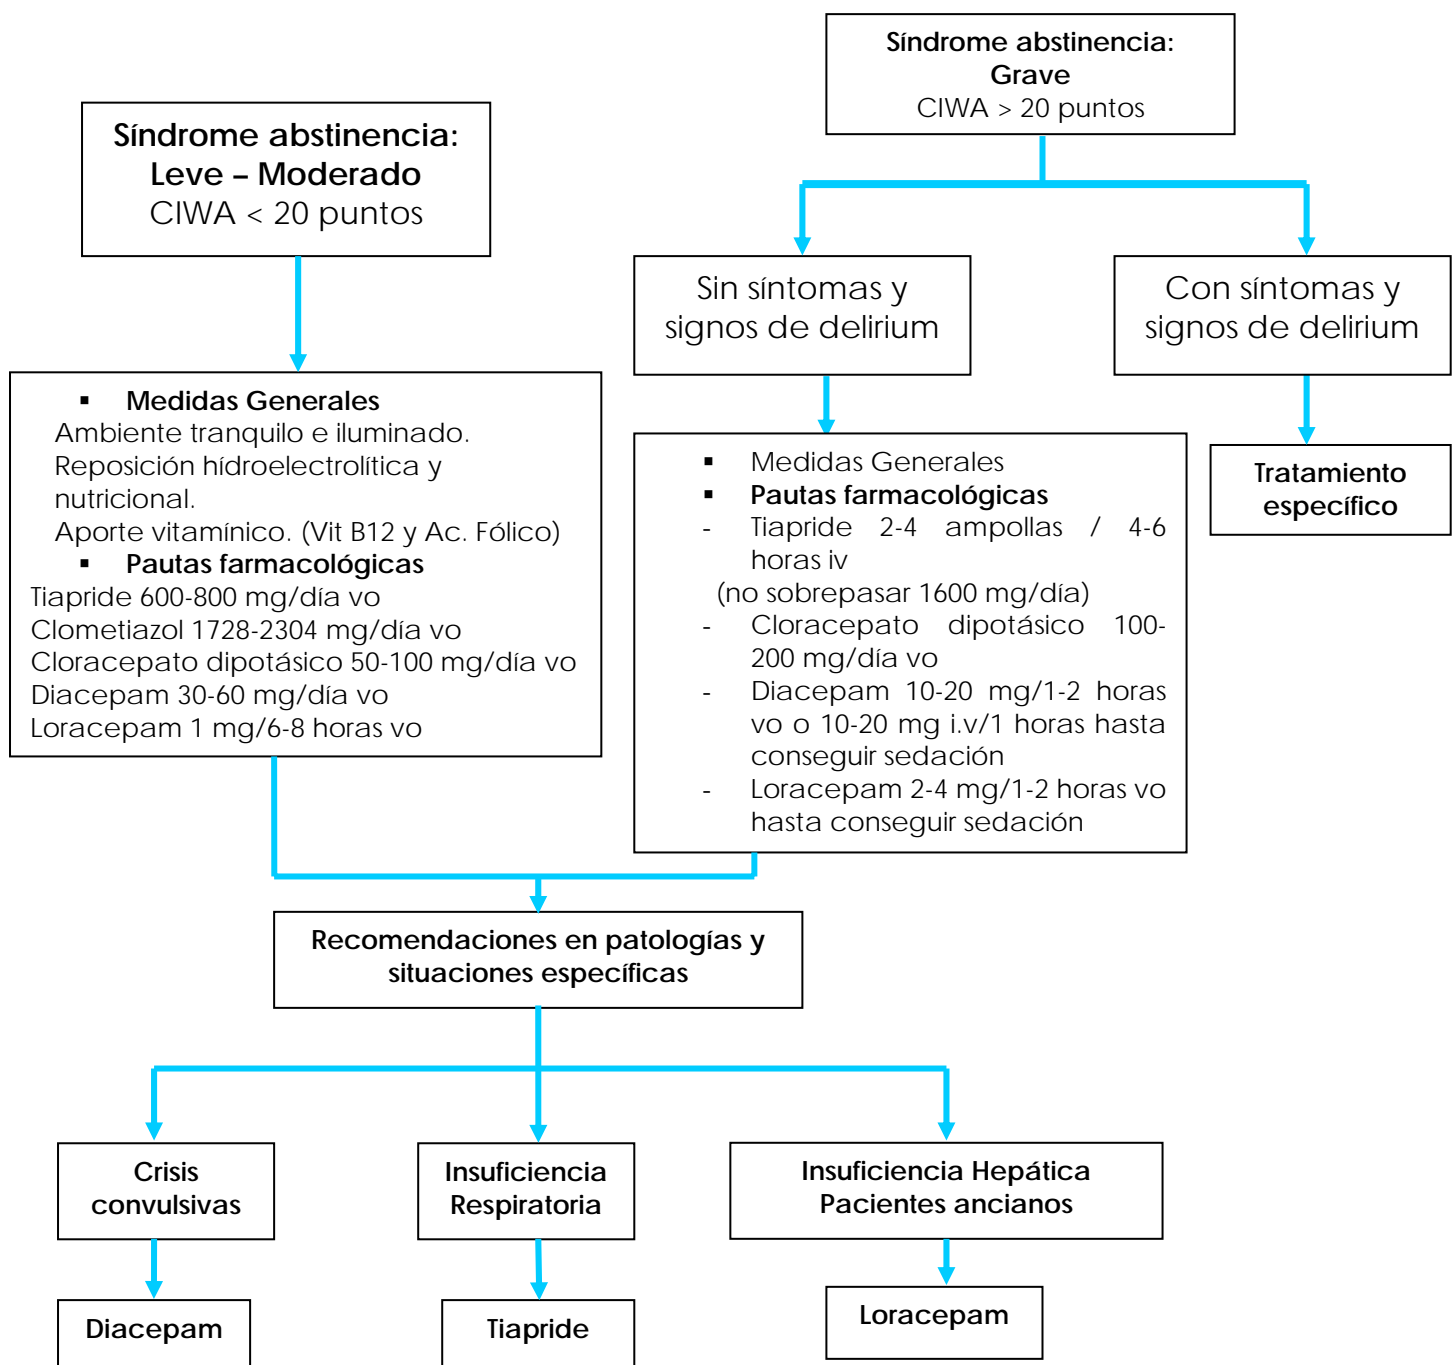 Síndrome abstinencia:
Grave
CIWA > 20 puntos
Síndrome abstinencia:
Leve – Moderado
CIWA < 20 puntos
Sin síntomas y
signos de delirium
Con síntomas y
signos de delirium
▪ Medidas Generales
Ambiente tranquilo e iluminado.
Reposición hídroelectrolítica y
nutricional.
Aporte vitamínico. (Vit B12 y Ac. Fólico)
▪ Pautas farmacológicas
Tiapride 600-800 mg/día vo
Clometiazol 1728-2304 mg/día vo
Cloracepato dipotásico 50-100 mg/día vo
Diacepam 30-60 mg/día vo
Loracepam 1 mg/6-8 horas vo
▪ Medidas Generales
▪ Pautas farmacológicas
- Tiapride 2-4 ampollas / 4-6
horas iv
(no sobrepasar 1600 mg/día)
- Cloracepato dipotásico 100-
200 mg/día vo
- Diacepam 10-20 mg/1-2 horas
vo o 10-20 mg i.v/1 horas hasta
conseguir sedación
- Loracepam 2-4 mg/1-2 horas vo
hasta conseguir sedación
Tratamiento
específico
Recomendaciones en patologías y
situaciones específicas
Crisis
convulsivas
Insuficiencia
Respiratoria
Insuficiencia Hepática
Pacientes ancianos
Diacepam
Tiapride
Loracepam